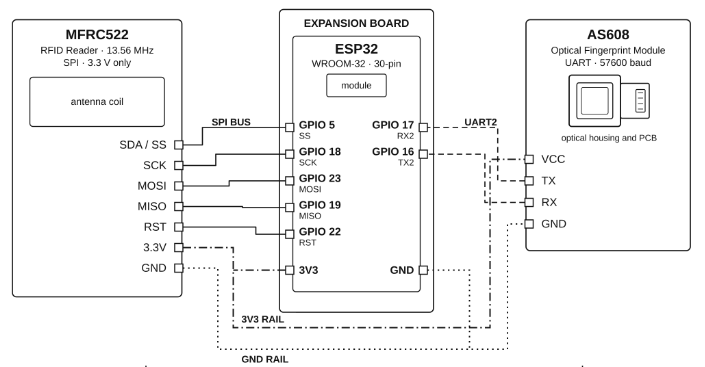 EXPANSION BOARD
MFRC522
RFID Reader · 13.56 MHz
SPI · 3.3 V only
antenna coil
SDA / SS
SCK
MOSI
MISO
RST
3.3V
GND
SPI BUS
ESP32
WROOM-32 · 30-pin
module
GPIO 5
SS
GPIO 18
SCK
GPIO 23
MOSI
GPIO 19
MISO
GPIO 22
RST
3V3
GPIO 17
RX2
GPIO 16
TX2
GND
UART2
AS608
Optical Fingerprint Module
UART · 57600 baud
optical housing and PCB
VCC
TX
RX
GND
3V3 RAIL
GND RAIL